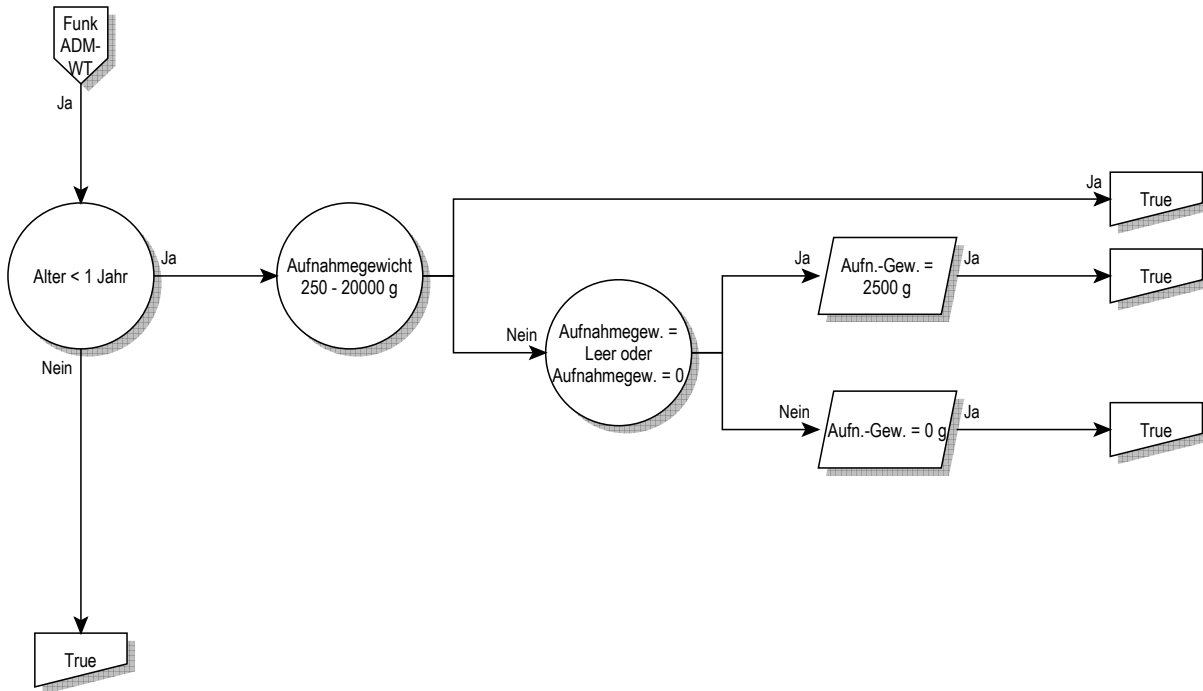 Funk
ADM-
WT
Ja
Ja
True
Alter < 1 Jahr
Ja
Aufnahmegewicht
250 - 20000 g
Ja
Aufn.-Gew. =
2500 g
Ja
True
Nein
Aufnahmegew. =
Leer oder
Aufnahmegew. = 0
Nein
Nein
Aufn.-Gew. = 0 g
Ja
True
True